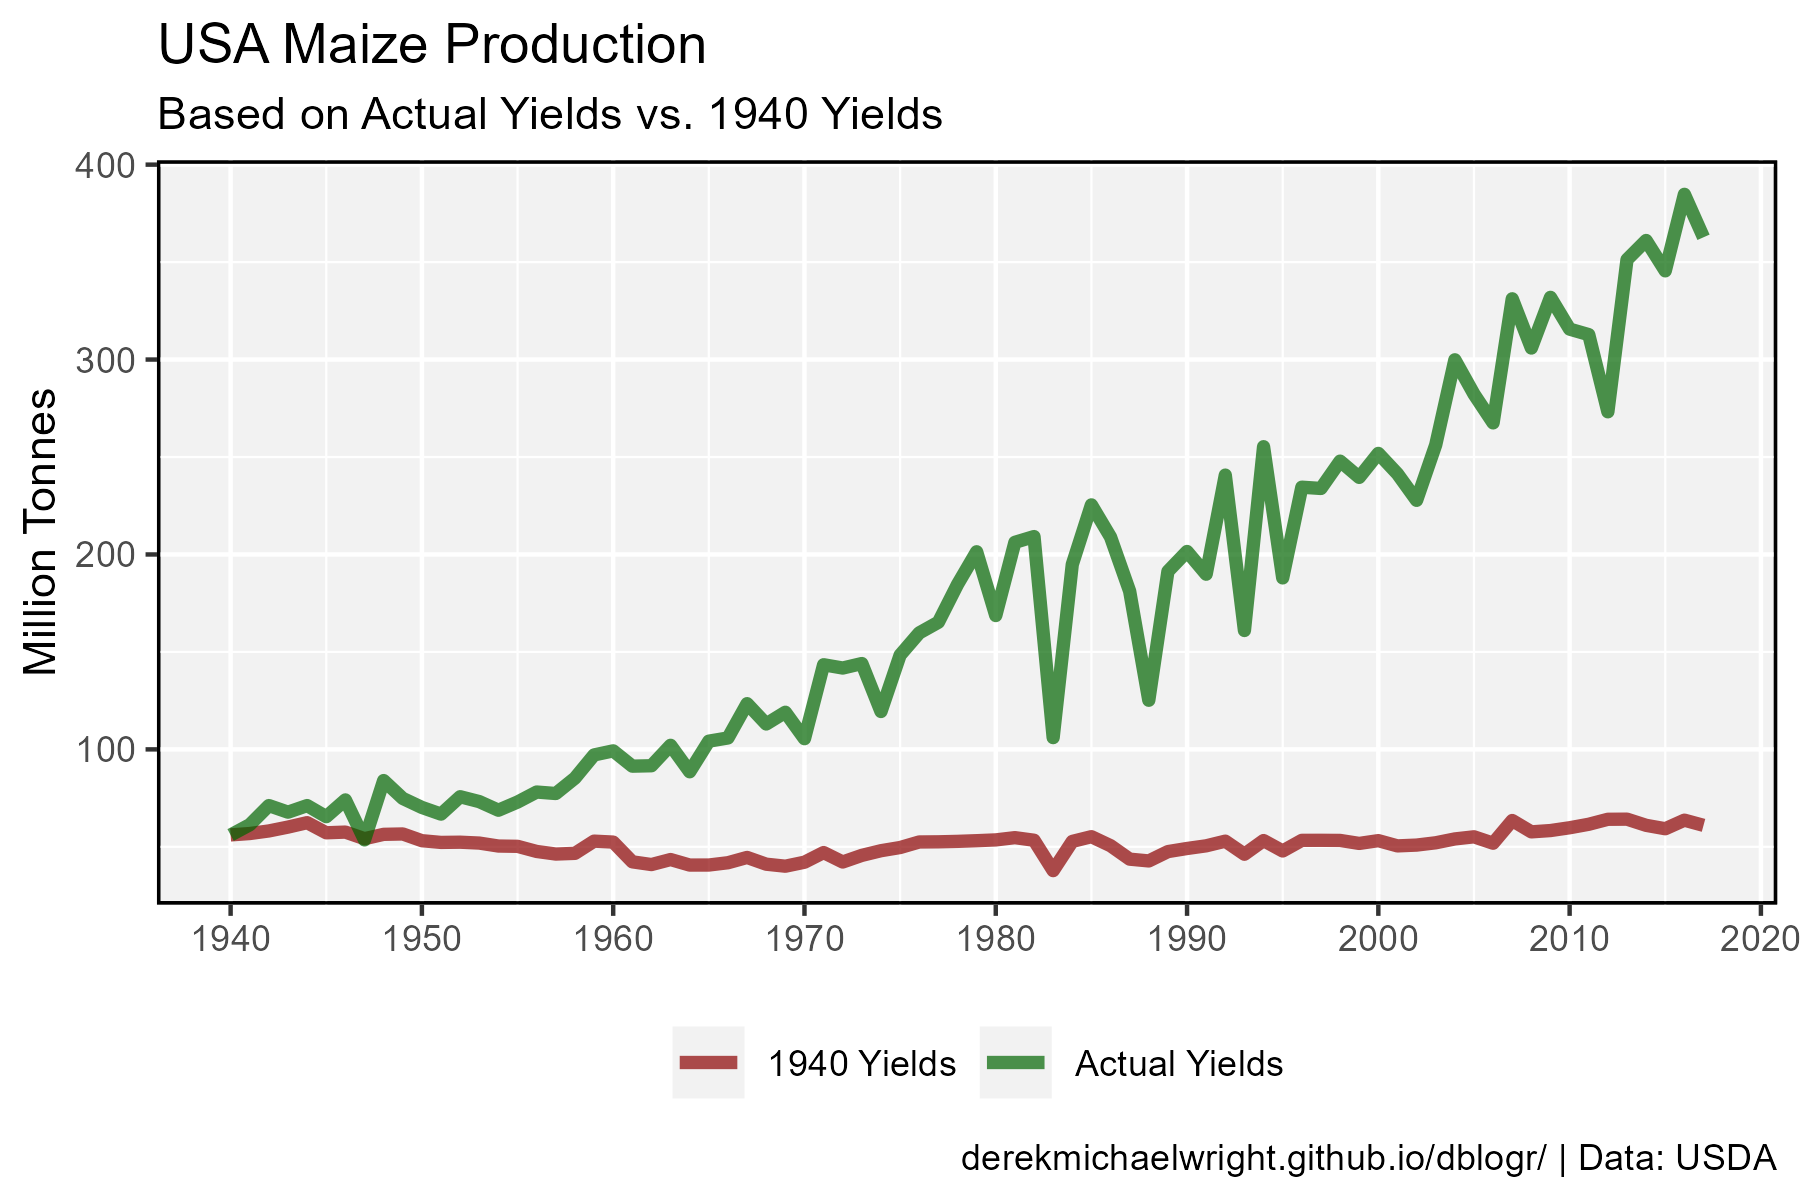 USA Maize Production
Based on Actual Yields vs. 1940 Yields
Million Tonnes
400
300
200
100
1940 1950 1960 1970 1980 1990 2000 2010 2020
1940 Yields Actual Yields
derekmichaelwright.github.io/dblogr/ | Data: USDA